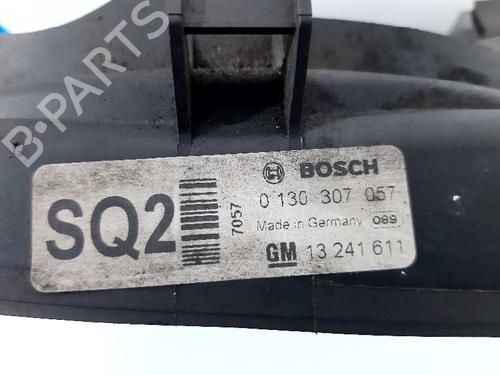 B-PARTS
SQ2
7057
BOSCH
0 130 307 057
Made in Germany 089
GM 13 241 611